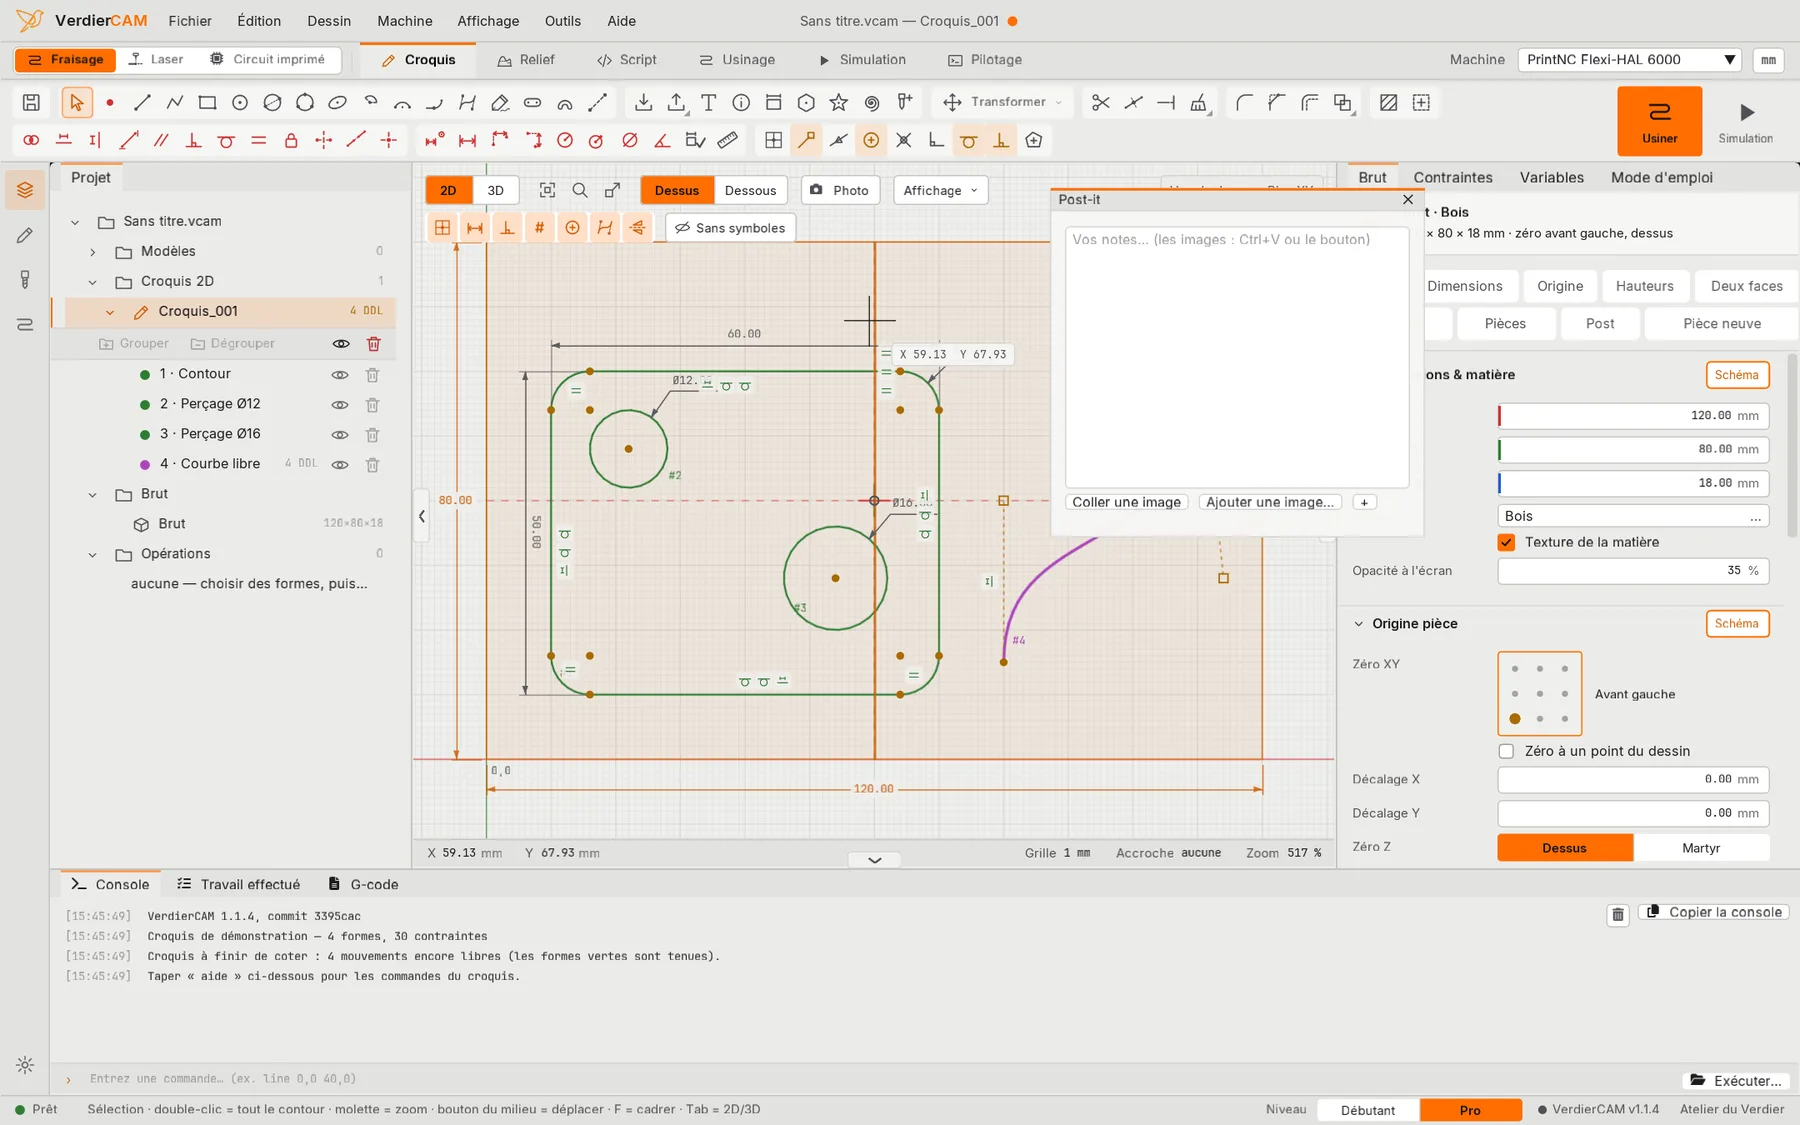 VerdierCAM Fichier Édition Dessin Machine Affichage Outils Aide Sans titre.vcam — Croquis_001
Fraisage Laser Circuit imprimé Croquis Relief Script Usinage Simulation Pilotage Machine PrintNC Flexi-HAL 6000 mm
Transformer
Usiner Simulation
Projet
Sans titre.vcam
Modèles 0
Croquis 2D 1
Croquis_001 4 DDL
Grouper Dégrouper
1 · Contour
2 · Perçage Ø12
3 · Perçage Ø16
4 · Courbe libre 4 DDL
Brut
Brut 120×80×18
Opérations 0
aucune — choisir des formes, puis...
2D 3D Dessus Dessous Photo Affichage
# Sans symboles
60.00
X 59.13 Y 67.93
Ø12.
#2
80.00
50.00
Ø16.
#3
#4
0,0
120.00
X 59.13 mm Y 67.93 mm Grille 1 mm Accroche aucune Zoom 517 %
Post-it
Vos notes... (les images : Ctrl+V ou le bouton)
Coller une image Ajouter une image... +
Brut Contraintes Variables Mode d'emploi
t · Bois
× 80 × 18 mm · zéro avant gauche, dessus
Dimensions Origine Hauteurs Deux faces
Pièces Post Pièce neuve
ons & matière Schéma
120.00 mm
80.00 mm
18.00 mm
Bois ...
Texture de la matière
Opacité à l'écran 35 %
Origine pièce Schéma
Zéro XY Avant gauche
Zéro à un point du dessin
Décalage X 0.00 mm
Décalage Y 0.00 mm
Zéro Z Dessus Martyr
Console Travail effectué G-code
[15:45:49] VerdierCAM 1.1.4, commit 3395cac
[15:45:49] Croquis de démonstration — 4 formes, 30 contraintes
[15:45:49] Croquis à finir de coter : 4 mouvements encore libres (les formes vertes sont tenues).
[15:45:49] Taper « aide » ci-dessous pour les commandes du croquis.
Copier la console
› Entrez une commande… (ex. line 0,0 40,0)
Exécuter...
Prêt Sélection · double-clic = tout le contour · molette = zoom · bouton du milieu = déplacer · F = cadrer · Tab = 2D/3D Niveau Débutant Pro VerdierCAM v1.1.4 Atelier du Verdier